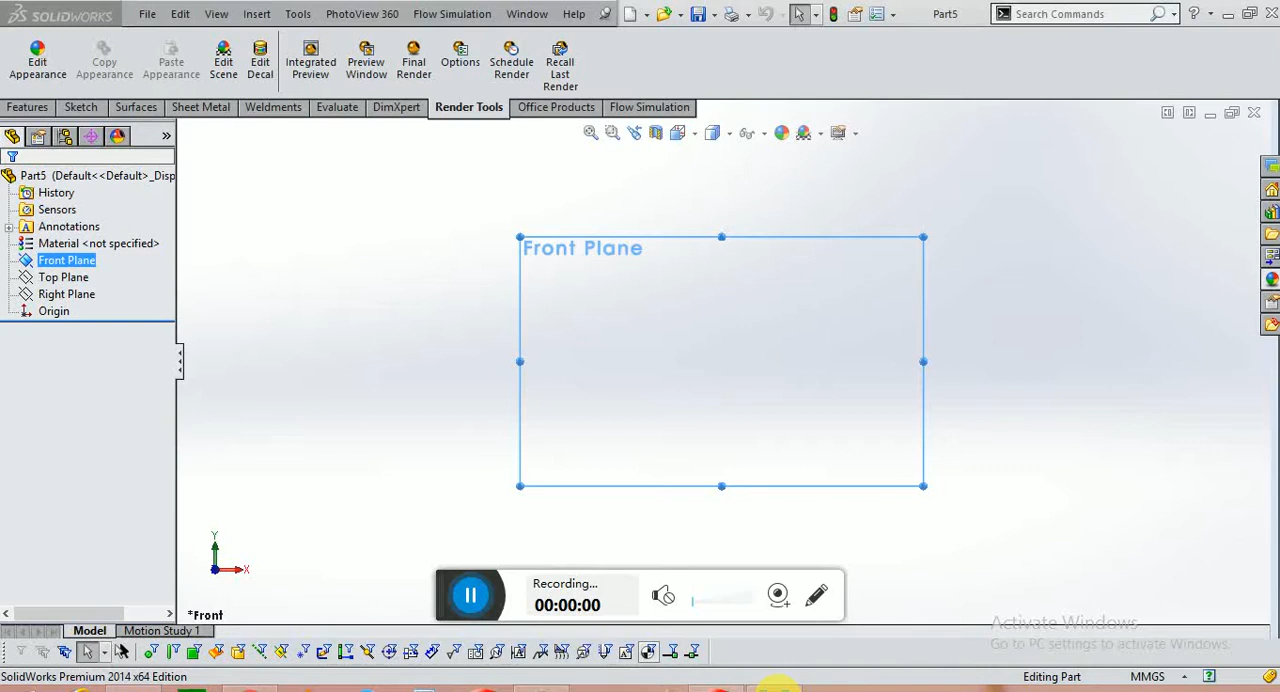 SOLIDWORKS File Edit View Insert Tools PhotoView 360 Flow Simulation Window Help Part5 Search Commands
Edit Appearance
Copy Appearance
Paste Appearance
Edit Scene
Edit Decal
Integrated Preview
Preview Window
Final Render
Options
Schedule Render
Recall Last Render
Features Sketch Surfaces Sheet Metal Weldments Evaluate DimXpert Render Tools Office Products Flow Simulation
Part5 (Default<<Default>_Disp
History
Sensors
Annotations
Material <not specified>
Front Plane
Top Plane
Right Plane
Origin
Front Plane
Y
X
*Front
Recording...
00:00:00
Activate Windows
Go to PC settings to activate Windows.
Model Motion Study 1
SolidWorks Premium 2014 x64 Edition Editing Part MMGS